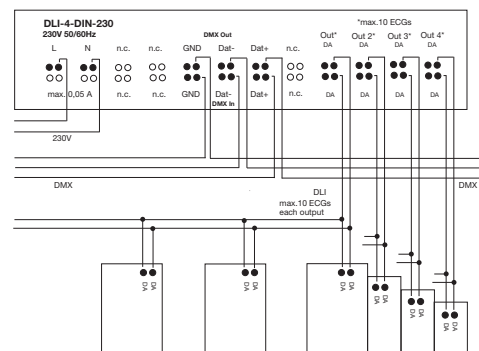 DLI-4-DIN-230
230V 50/60Hz
*max.10 ECGs
DMX Out
L N n.c. n.c. GND Dat- Dat+ n.c. Out* Out 2* Out 3* Out 4*
DA DA DA DA
max. 0,05 A n.c. n.c. GND Dat- Dat+ n.c. DA DA DA DA
DMX In
230V
DMX DMX
DLI
max.10 ECGs
each output
DA DA DA DA DA DA DA DA DA DA DA DA